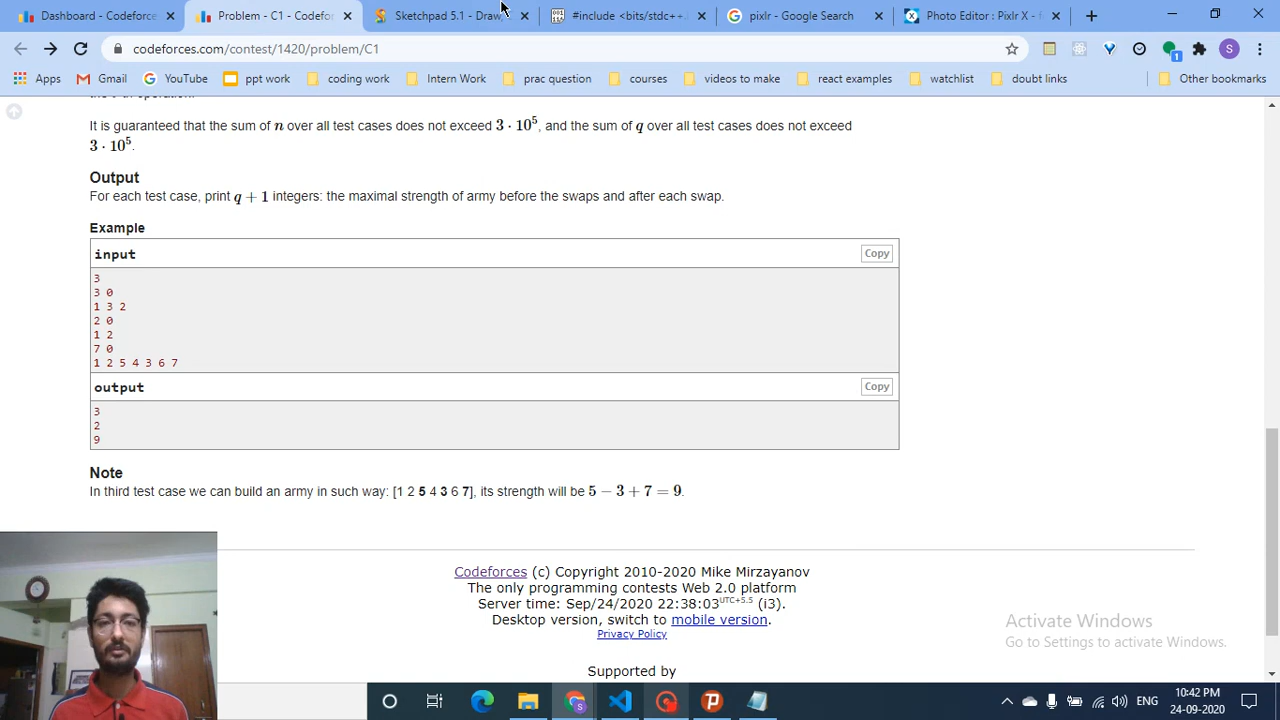 Dashboard - Codeforces
Problem - C1 - Codefor
Sketchpad 5.1 - Draw,
#include <bits/stdc++.
pixlr - Google Search
Photo Editor : Pixlr X - f
codeforces.com/contest/1420/problem/C1
S
1
Apps
Gmail
YouTube
ppt work
coding work
Intern Work
prac question
courses
videos to make
react examples
watchlist
doubt links
Other bookmarks
It is guaranteed that the sum of n over all test cases does not exceed 3 · 10⁵, and the sum of q over all test cases does not exceed
3 · 10⁵.
Output
For each test case, print q + 1 integers: the maximal strength of army before the swaps and after each swap.
Example
input
Copy
3
3 0
1 3 2
2 0
1 2
7 0
1 2 5 4 3 6 7
output
Copy
3
2
9
Note
In third test case we can build an army in such way: [1 2 5 4 3 6 7], its strength will be 5 − 3 + 7 = 9.
Codeforces (c) Copyright 2010-2020 Mike Mirzayanov
The only programming contests Web 2.0 platform
Server time: Sep/24/2020 22:38:03UTC+5.5 (i3).
Desktop version, switch to mobile version.
Privacy Policy
Supported by
Activate Windows
Go to Settings to activate Windows.
ENG
10:42 PM
24-09-2020